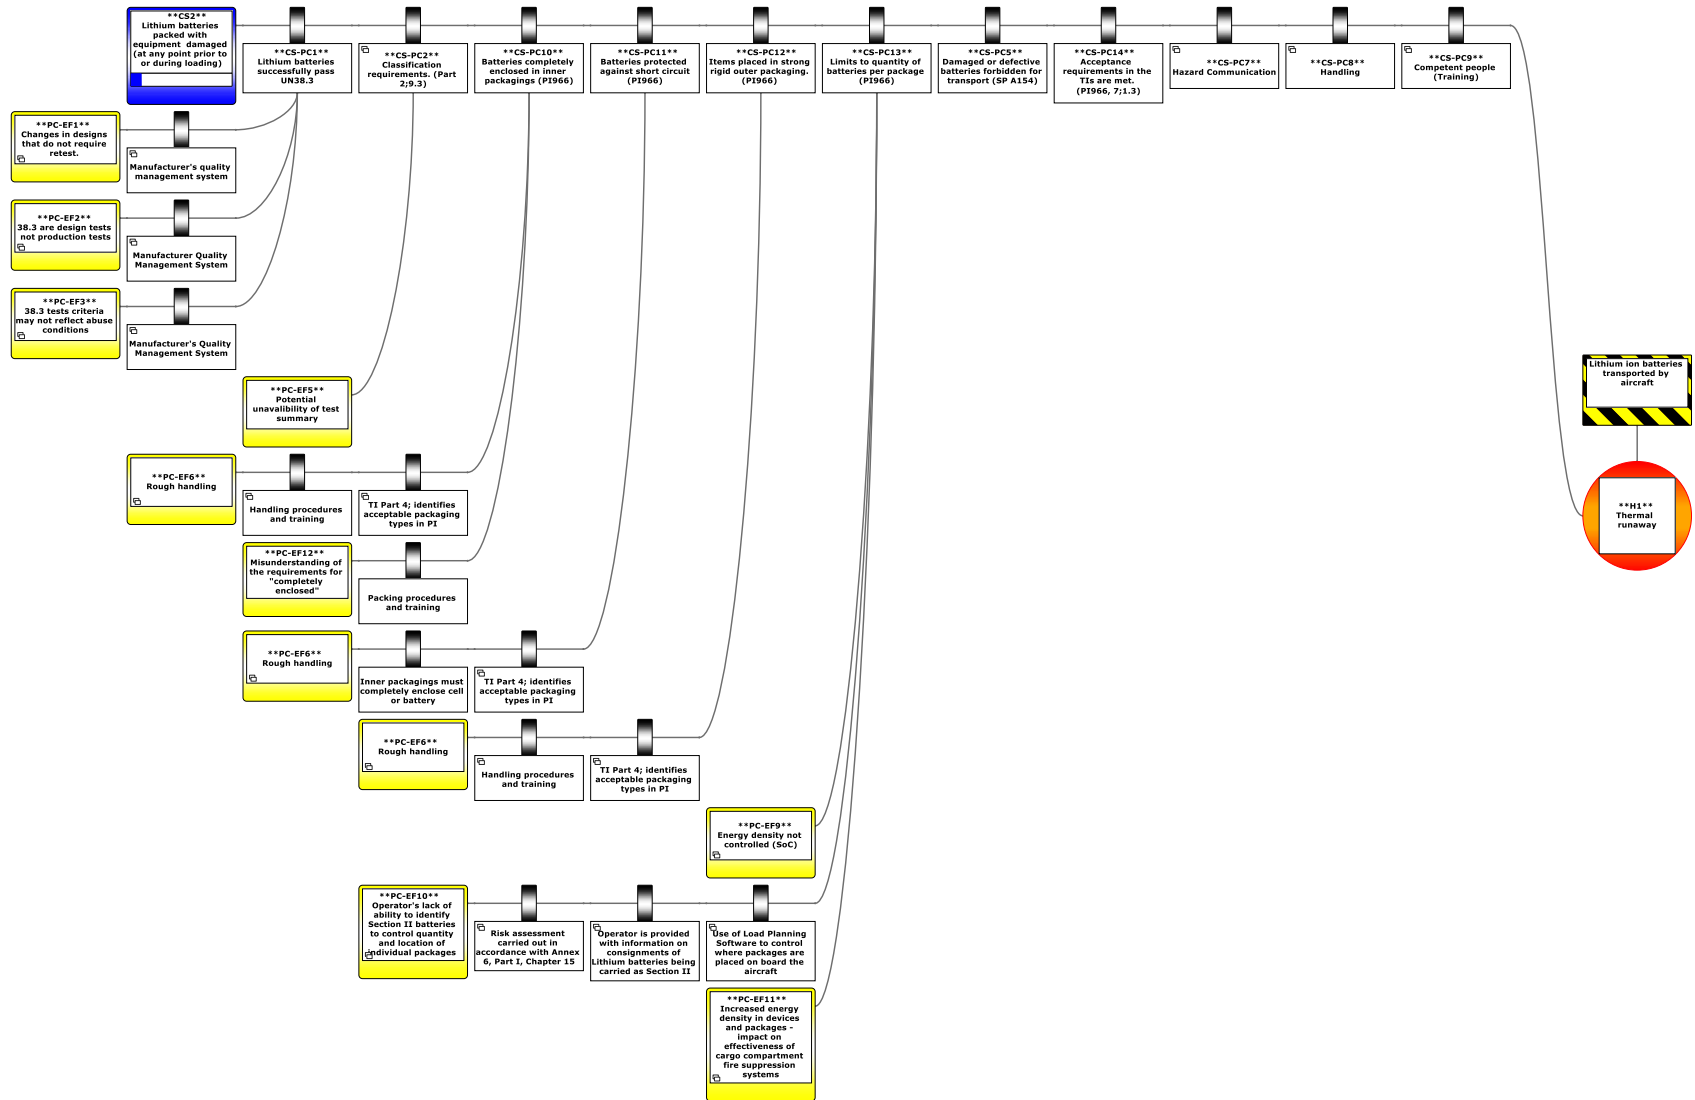 **CS2**
Lithium batteries
packed with
equipment damaged
(at any point prior to
or during loading)
**CS-PC1**
Lithium batteries
successfully pass
UN38.3
**CS-PC2*
Classification
requirements. (Part
2;9.3)
**CS-PC10**
Batteries completely
enclosed in inner
packagings (PI966)
**CS-PC11**
Batteries protected
against short circuit
(PI966)
**CS-PC12**
Items placed in strong
rigid outer packaging.
(PI966)
**CS-PC13**
Limits to quantity of
batteries per package
(PI966)
**CS-PC5**
Damaged or defective
batteries forbidden for
transport (SP A154)
**CS-PC14**
Acceptance
requirements in the
TIs are met.
(PI966, 7;1.3)
**CS-PC7**
Hazard Communication
**CS-PC8**
Handling
**CS-PC9**
Competent people
(Training)
**PC-EF1**
Changes in designs
that do not require
retest.
Manufacturer's quality
management system
**PC-EF2**
38.3 are design tests
not production tests
Manufacturer Quality
Management System
**PC-EF3**
38.3 tests criteria
may not reflect abuse
conditions
Manufacturer's Quality
Management System
Lithium ion batteries
transported by
aircraft
**PC-EF5**
Potential
unavalibility of test
summary
**H1**
Thermal
runaway
**PC-EF6**
Rough handling
Handling procedures
and training
TI Part 4; identifies
acceptable packaging
types in PI
**PC-EF12**
Misunderstanding of
the requirements for
"completely
enclosed"
Packing procedures
and training
**PC-EF6**
Rough handling
Inner packagings must
completely enclose cell
or battery
TI Part 4; identifies
acceptable packaging
types in PI
**PC-EF6**
Rough handling
Handling procedures
and training
TI Part 4; identifies
acceptable packaging
types in PI
**PC-EF9**
Energy density not
controlled (SoC)
**PC-EF10**
Operator's lack of
ability to identify
Section II batteries
to control quantity
and location of
individual packages
Risk assessment
carried out in
accordance with Annex
6, Part I, Chapter 15
Operator is provided
with information on
consignments of
Lithium batteries being
carried as Section II
Use of Load Planning
Software to control
where packages are
placed on board the
aircraft
**PC-EF11**
Increased energy
density in devices
and packages -
impact on
effectiveness of
cargo compartment
fire suppression
systems